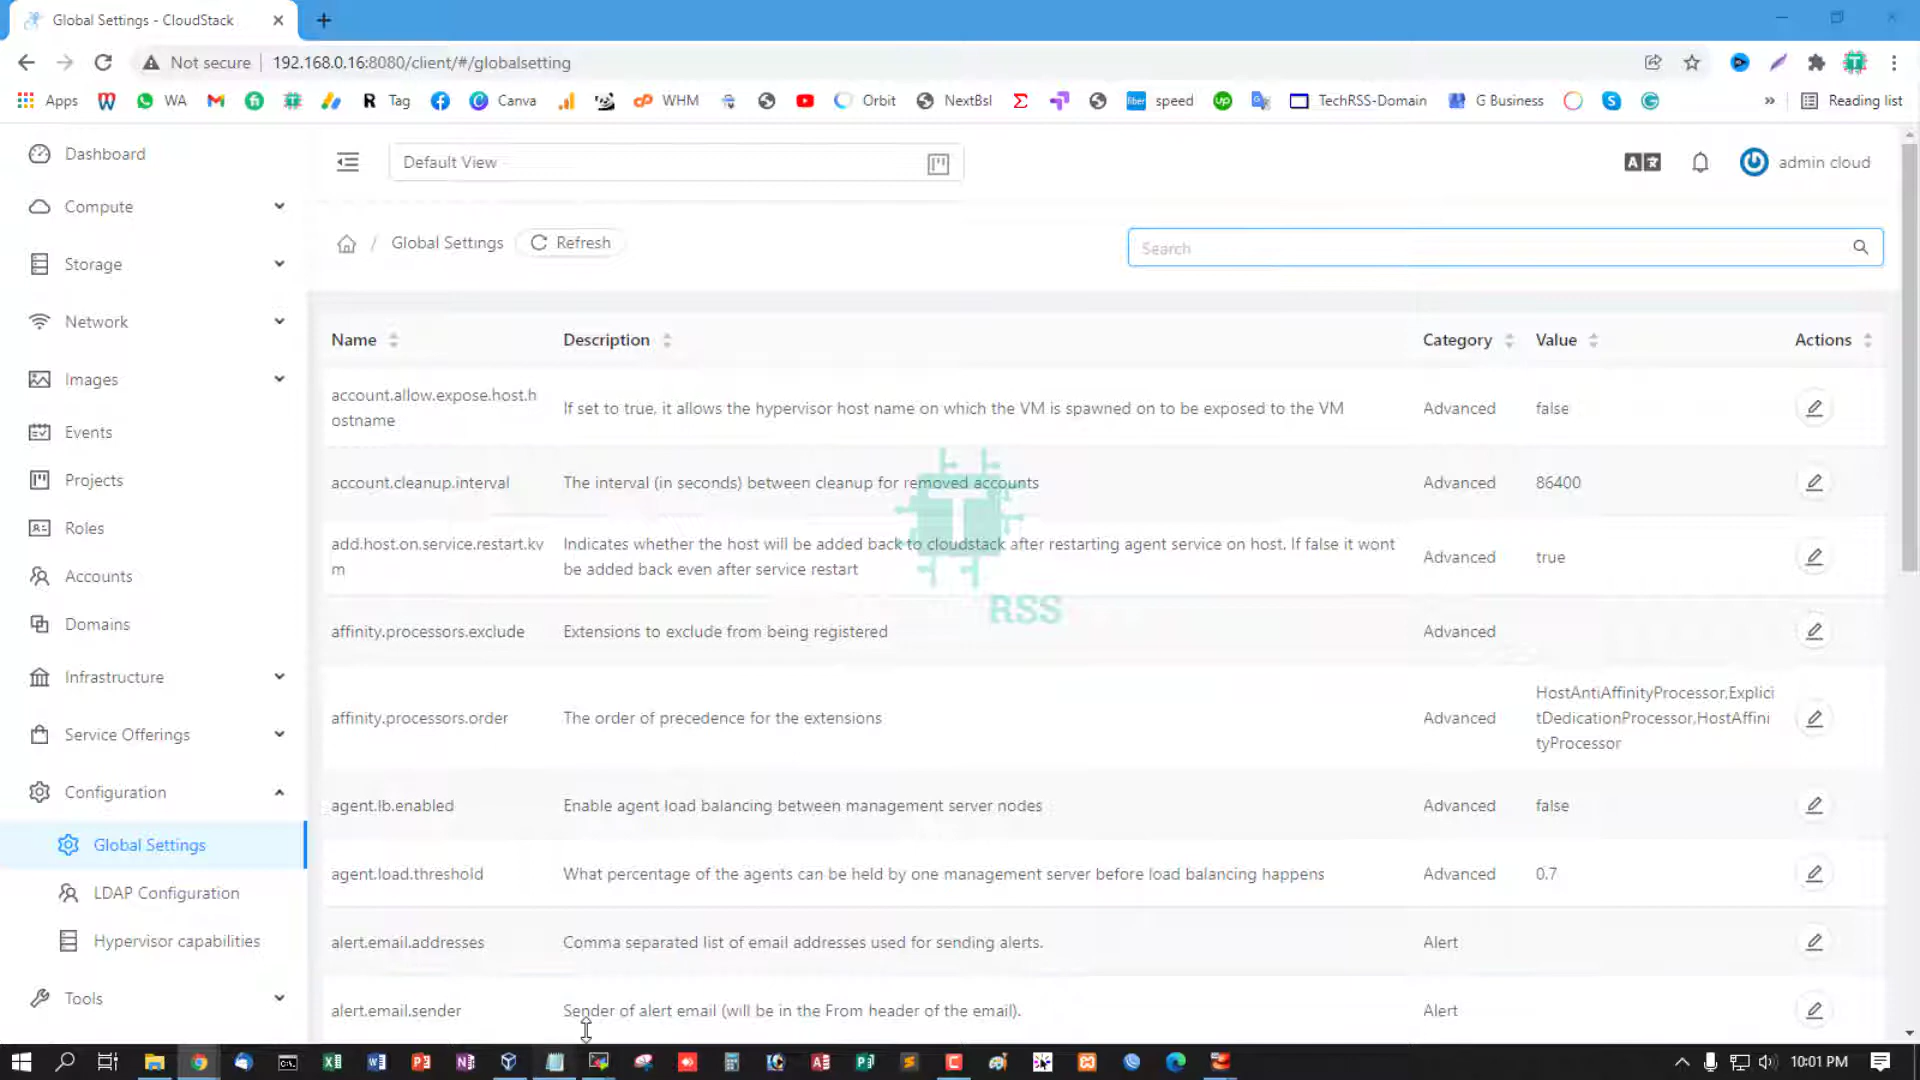 Global Settings - CloudStack
Not secure
192.168.0.16:8080/client/#/globalsetting
Apps
WA
Tag
Canva
WHM
Orbit
NextBsl
fiber
speed
TechRSS-Domain
G Business
»
Reading list
Dashboard
Compute
Storage
Network
Images
Events
Projects
Roles
Accounts
Domains
Infrastructure
Service Offerings
Configuration
Global Settings
LDAP Configuration
Hypervisor capabilities
Tools
Default View
admin cloud
/ Global Settings
Refresh
Search
Name
Description
Category
Value
Actions
account.allow.expose.host.h
ostname
If set to true, it allows the hypervisor host name on which the VM is spawned on to be exposed to the VM
Advanced
false
account.cleanup.interval
The interval (in seconds) between cleanup for removed accounts
Advanced
86400
add.host.on.service.restart.kv
m
Indicates whether the host will be added back to cloudstack after restarting agent service on host. If false it wont
be added back even after service restart
Advanced
true
affinity.processors.exclude
Extensions to exclude from being registered
Advanced
affinity.processors.order
The order of precedence for the extensions
Advanced
HostAntiAffinityProcessor,Explici
tDedicationProcessor,HostAffini
tyProcessor
agent.lb.enabled
Enable agent load balancing between management server nodes
Advanced
false
agent.load.threshold
What percentage of the agents can be held by one management server before load balancing happens
Advanced
0.7
alert.email.addresses
Comma separated list of email addresses used for sending alerts.
Alert
alert.email.sender
Sender of alert email (will be in the From header of the email).
Alert
T
RSS
10:01 PM